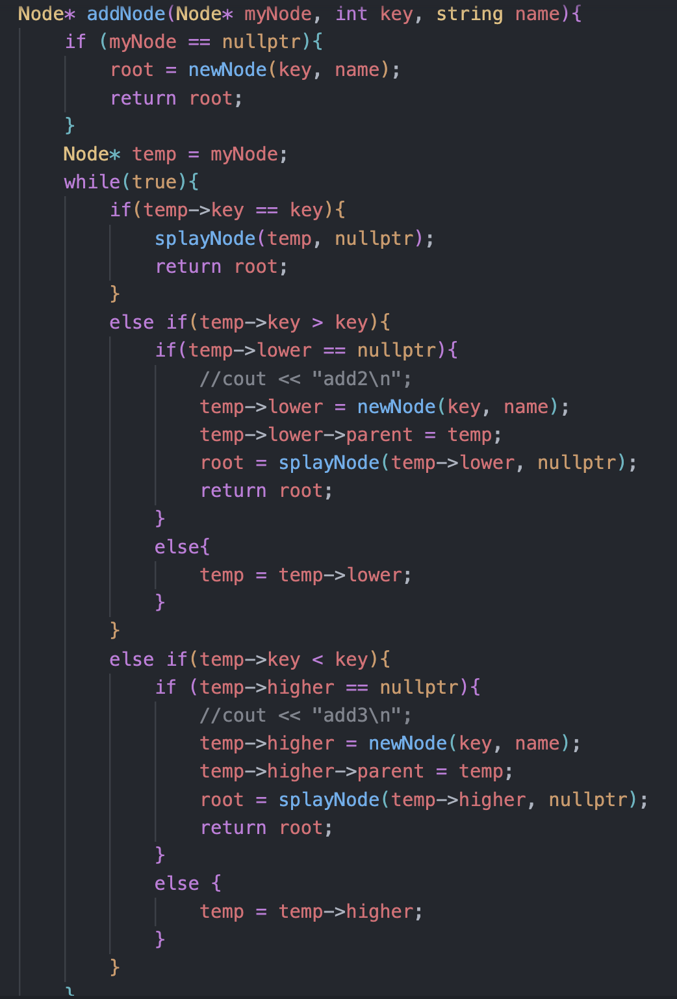 Node* addNode(Node* myNode, int key, string name){
    if (myNode == nullptr){
        root = newNode(key, name);
        return root;
    }
    Node* temp = myNode;
    while(true){
        if(temp->key == key){
            splayNode(temp, nullptr);
            return root;
        }
        else if(temp->key > key){
            if(temp->lower == nullptr){
                //cout << "add2\n";
                temp->lower = newNode(key, name);
                temp->lower->parent = temp;
                root = splayNode(temp->lower, nullptr);
                return root;
            }
            else{
                temp = temp->lower;
            }
        }
        else if(temp->key < key){
            if (temp->higher == nullptr){
                //cout << "add3\n";
                temp->higher = newNode(key, name);
                temp->higher->parent = temp;
                root = splayNode(temp->higher, nullptr);
                return root;
            }
            else {
                temp = temp->higher;
            }
        }
    }